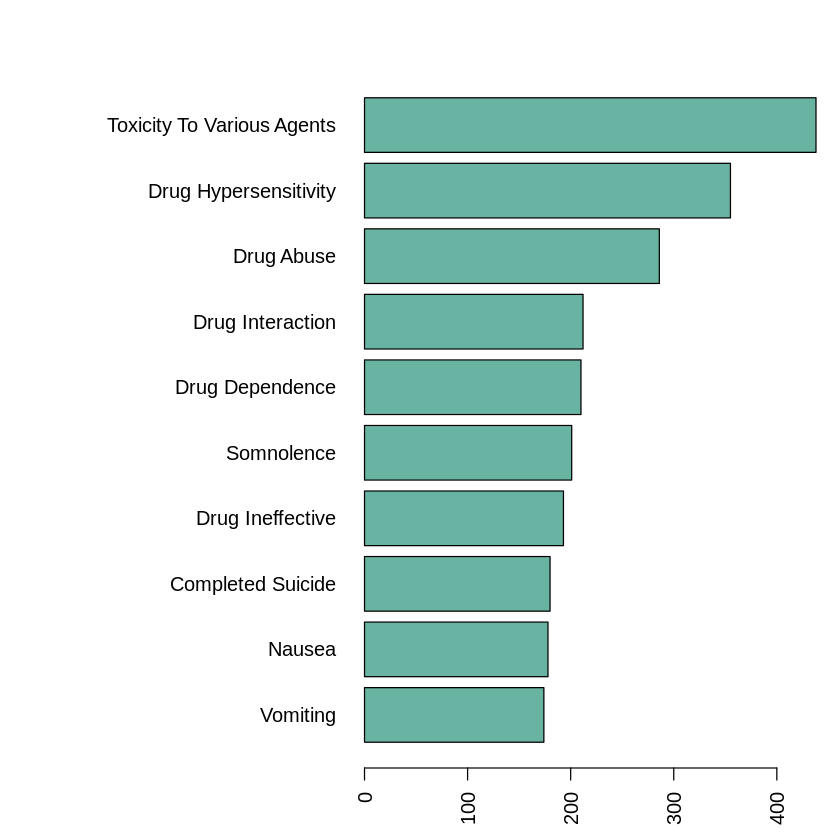 Toxicity To Various Agents
Drug Hypersensitivity
Drug Abuse
Drug Interaction
Drug Dependence
Somnolence
Drug Ineffective
Completed Suicide
Nausea
Vomiting
0 100 200 300 400